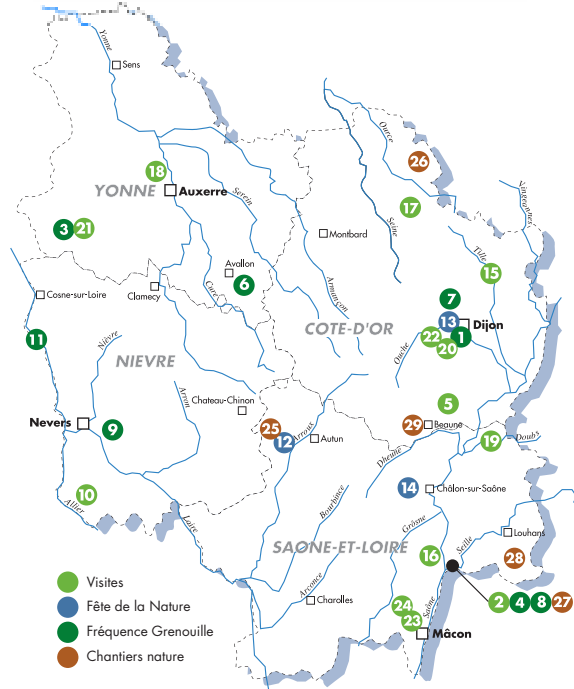 Yonne
Sens
Ource
26
18
YONNE
Auxerre
Serein
17
Vingeannes
3 21
Seine
Montbard
Tille
Avallon
6
15
Cure
Clamecy
Cosne-sur-Loire
Armançon
7
13
Dijon
COTE-D'OR
22
1
20
11
Nièvre
NIEVRE
Ouche
Arron
Chateau-Chinon
5
Nevers
9
25
Arroux
12
Autun
29
Beaune
19
Doubs
Dheune
10
Allier
Loire
14
Châlon-sur-Saône
Bourbince
Grôsne
Seille
Louhans
SAONE-ET-LOIRE
16
28
Arconce
Visites
Fête de la Nature
Fréquence Grenouille
Chantiers nature
Charolles
24
23
Saône
Mâcon
2 4 8 27